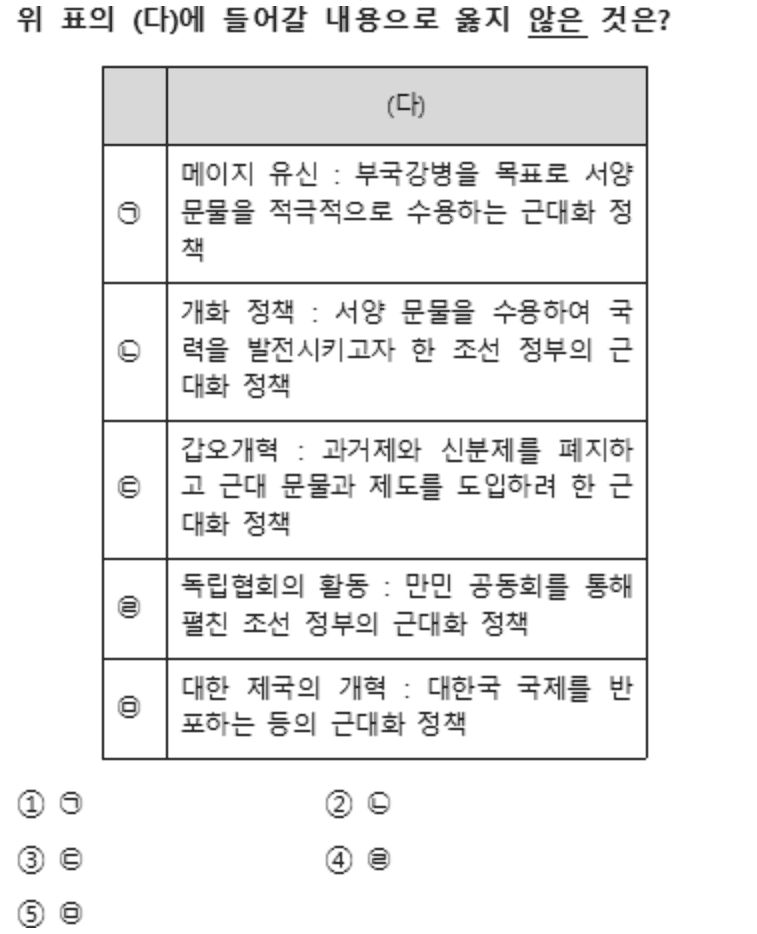 위 표의 (다)에 들어갈 내용으로 옳지 않은 것은?
(다)
㉠ 메이지 유신 : 부국강병을 목표로 서양
문물을 적극적으로 수용하는 근대화 정
책
㉡ 개화 정책 : 서양 문물을 수용하여 국
력을 발전시키고자 한 조선 정부의 근
대화 정책
㉢ 갑오개혁 : 과거제와 신분제를 폐지하
고 근대 문물과 제도를 도입하려 한 근
대화 정책
㉣ 독립협회의 활동 : 만민 공동회를 통해
펼친 조선 정부의 근대화 정책
㉤ 대한 제국의 개혁 : 대한국 국제를 반
포하는 등의 근대화 정책
① ㉠ ② ㉡
③ ㉢ ④ ㉣
⑤ ㉤